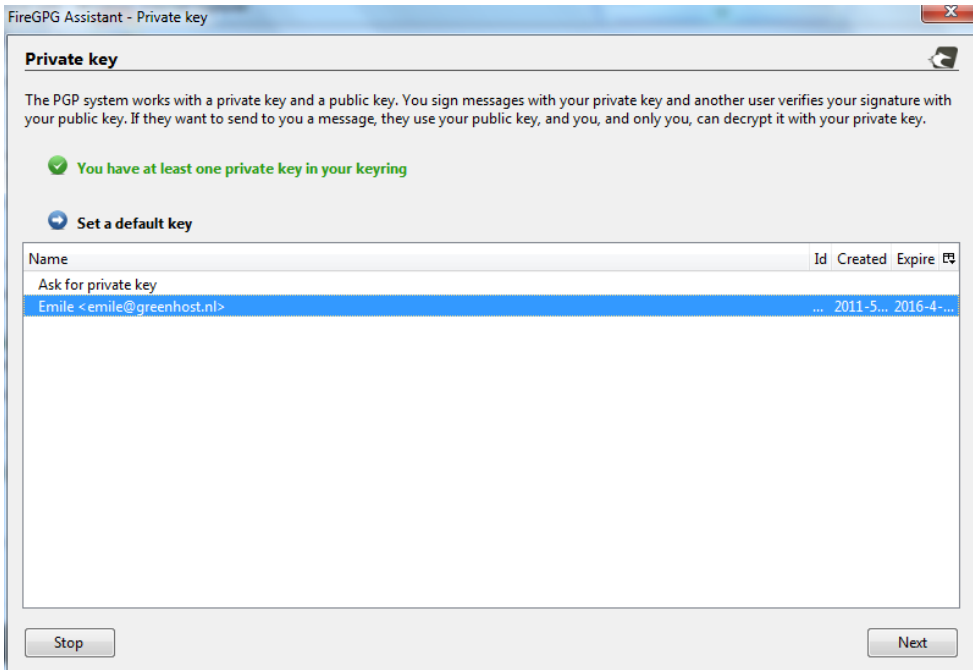 FireGPG Assistant - Private key
Private key
The PGP system works with a private key and a public key. You sign messages with your private key and another user verifies your signature with
your public key. If they want to send to you a message, they use your public key, and you, and only you, can decrypt it with your private key.
You have at least one private key in your keyring
Set a default key
Name Id Created Expire
Ask for private key
Emile <emile@greenhost.nl> ... 2011-5... 2016-4-...
Stop Next